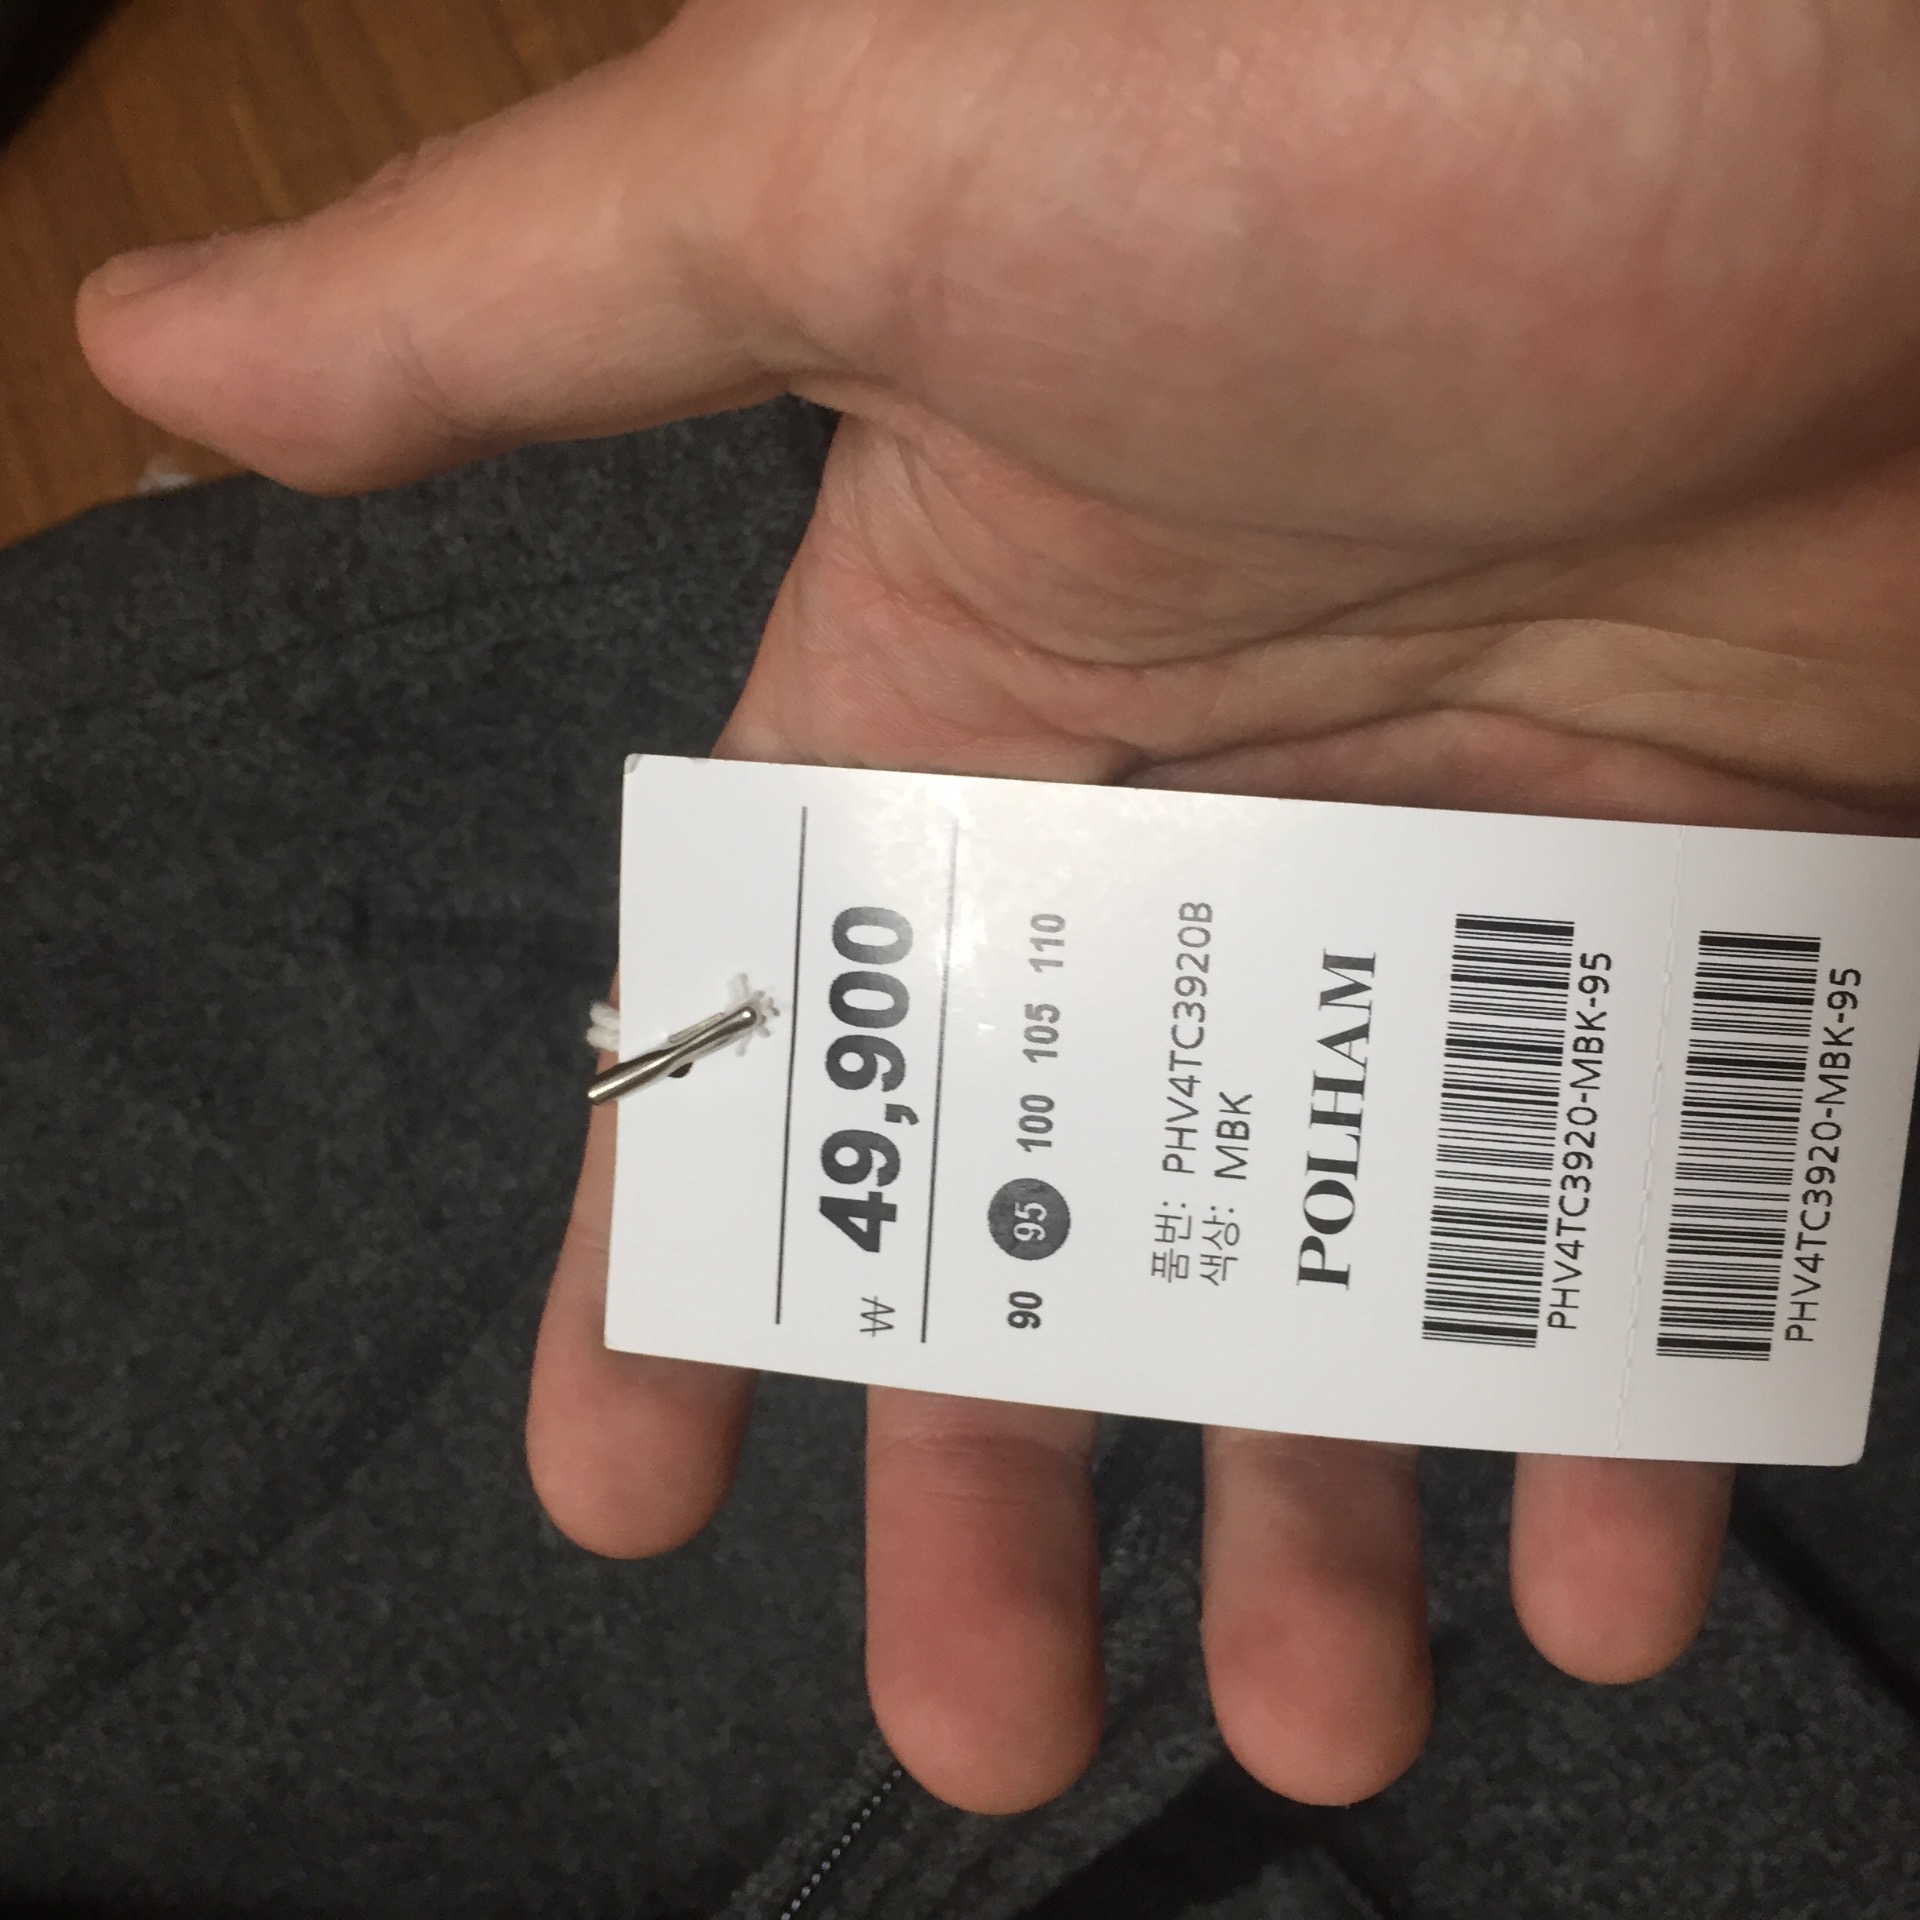 ₩ 49,900
90 95 100 105 110
품번: PHV4TC3920B
색상: MBK
POLHAM
PHV4TC3920-MBK-95
PHV4TC3920-MBK-95